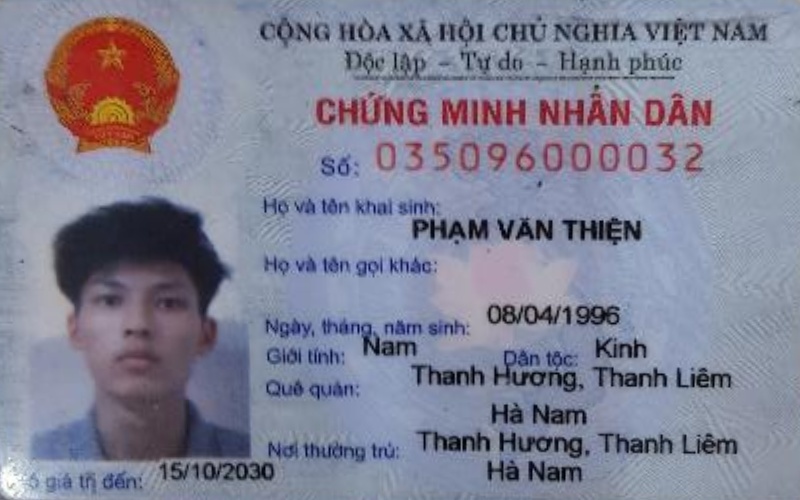 CỘNG HÒA XÃ HỘI CHỦ NGHĨA VIỆT NAM
Độc lập - Tự do - Hạnh phúc
CHỨNG MINH NHÂN DÂN
Số: 035096000032
Họ và tên khai sinh:
PHẠM VĂN THIỆN
Họ và tên gọi khác:
Ngày, tháng, năm sinh: 08/04/1996
Giới tính: Nam Dân tộc: Kinh
Quê quán: Thanh Hương, Thanh Liêm
Hà Nam
Nơi thường trú: Thanh Hương, Thanh Liêm
Hà Nam
giá trị đến: 15/10/2030